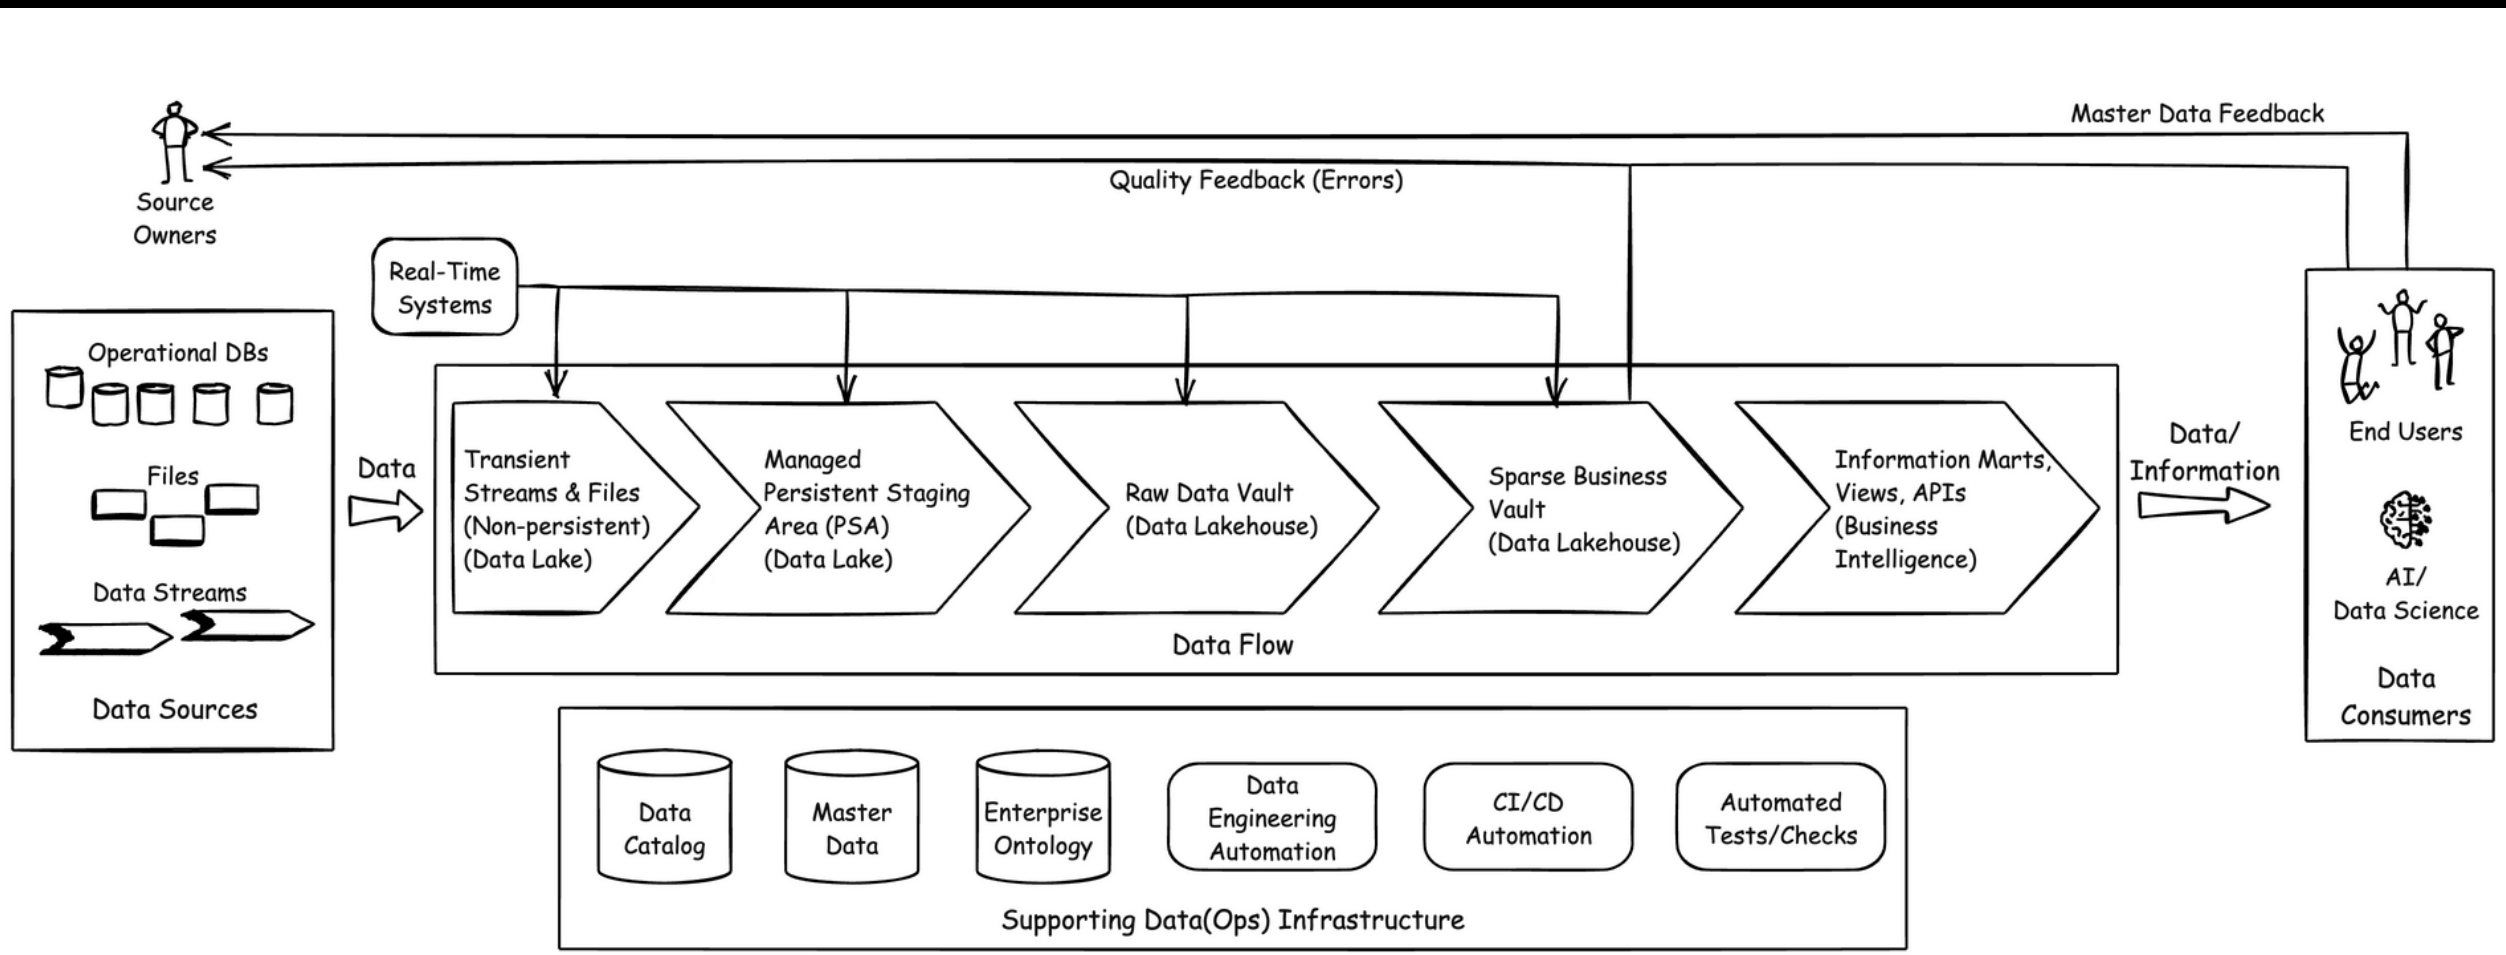 Master Data Feedback
Quality Feedback (Errors)
Source
Owners
Real-Time
Systems
Operational DBs
Files
Data Streams
Data Sources
Data
Transient
Streams & Files
(Non-persistent)
(Data Lake)
Managed
Persistent Staging
Area (PSA)
(Data Lake)
Raw Data Vault
(Data Lakehouse)
Sparse Business
Vault
(Data Lakehouse)
Information Marts,
Views, APIs
(Business
Intelligence)
Data Flow
Data/
Information
End Users
AI/
Data Science
Data
Consumers
Data
Catalog
Master
Data
Enterprise
Ontology
Data
Engineering
Automation
CI/CD
Automation
Automated
Tests/Checks
Supporting Data(Ops) Infrastructure